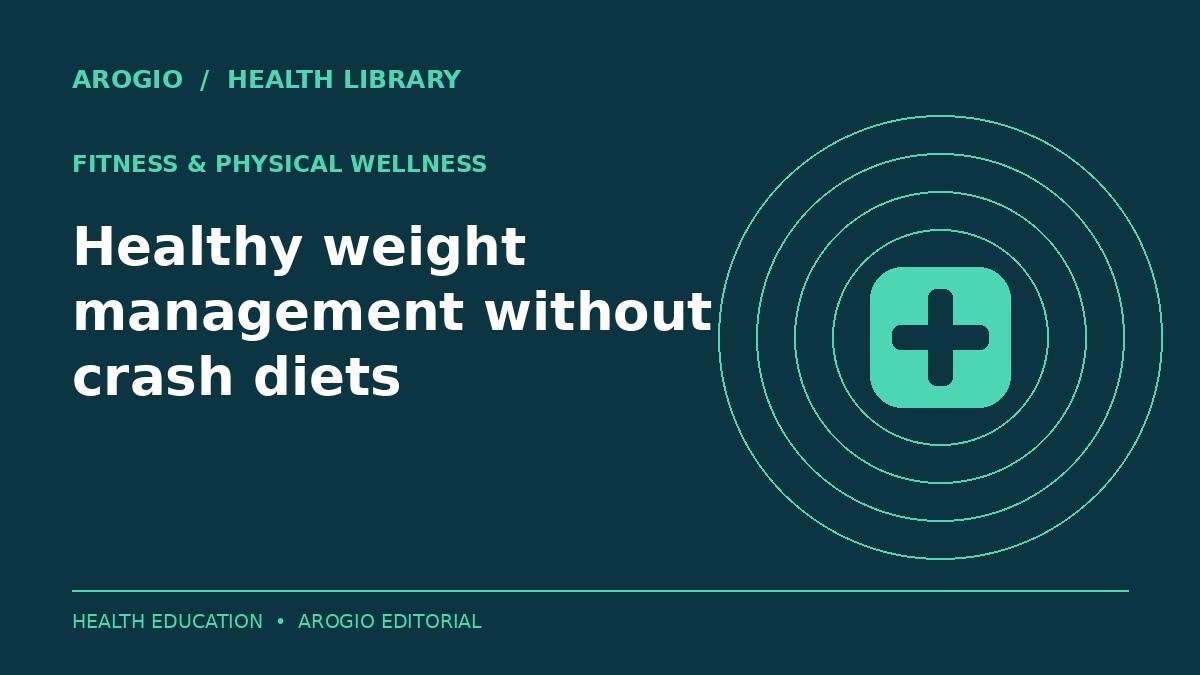 AROGIO / HEALTH LIBRARY
FITNESS & PHYSICAL WELLNESS
Healthy weight
management without
crash diets
HEALTH EDUCATION • AROGIO EDITORIAL